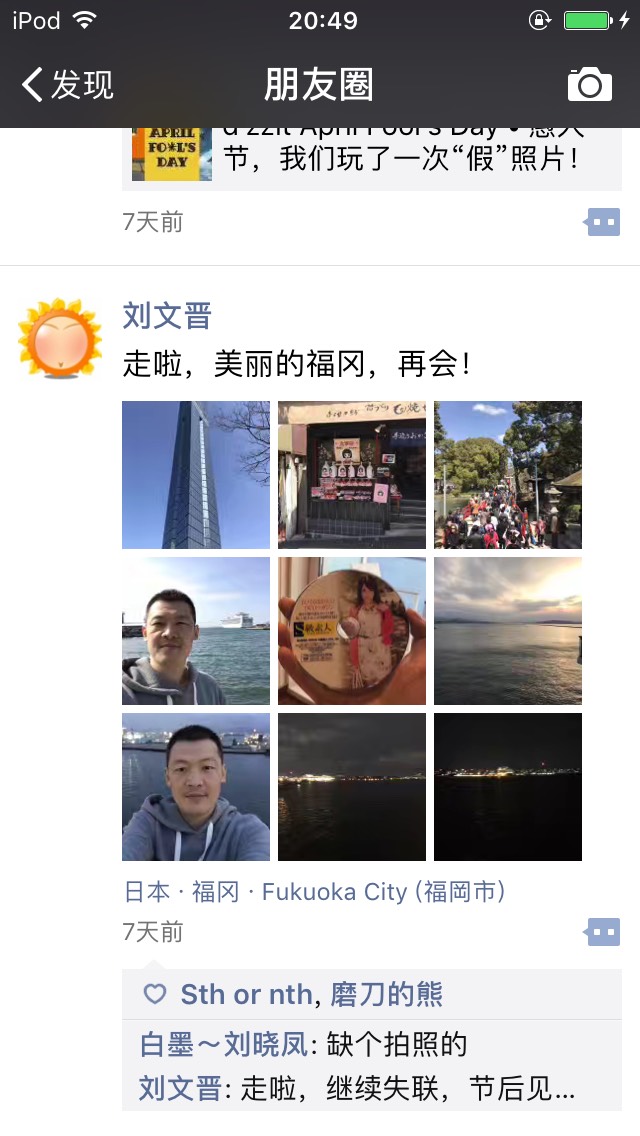 iPod 20:49
发现 朋友圈
APRIL
FO*L'S
DAY
d zzit April Fool's Day • 愚人
节，我们玩了一次“假”照片！
7天前
刘文晋
走啦，美丽的福冈，再会！
日本 · 福冈 · Fukuoka City (福岡市)
7天前
Sth or nth, 磨刀的熊
白墨～刘晓凤: 缺个拍照的
刘文晋: 走啦，继续失联，节后见...